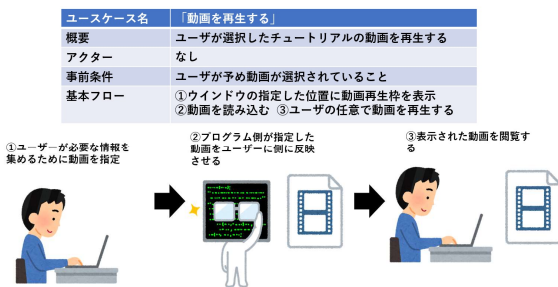 ユースケース名 「動画を再生する」
概要 ユーザが選択したチュートリアルの動画を再生する
アクター なし
事前条件 ユーザが予め動画が選択されていること
基本フロー ①ウインドウの指定した位置に動画再生枠を表示
②動画を読み込む ③ユーザの任意で動画を再生する
①ユーザーが必要な情報を
集めるために動画を指定
②プログラム側が指定した
動画をユーザーに側に反映
させる
③表示された動画を閲覧す
る